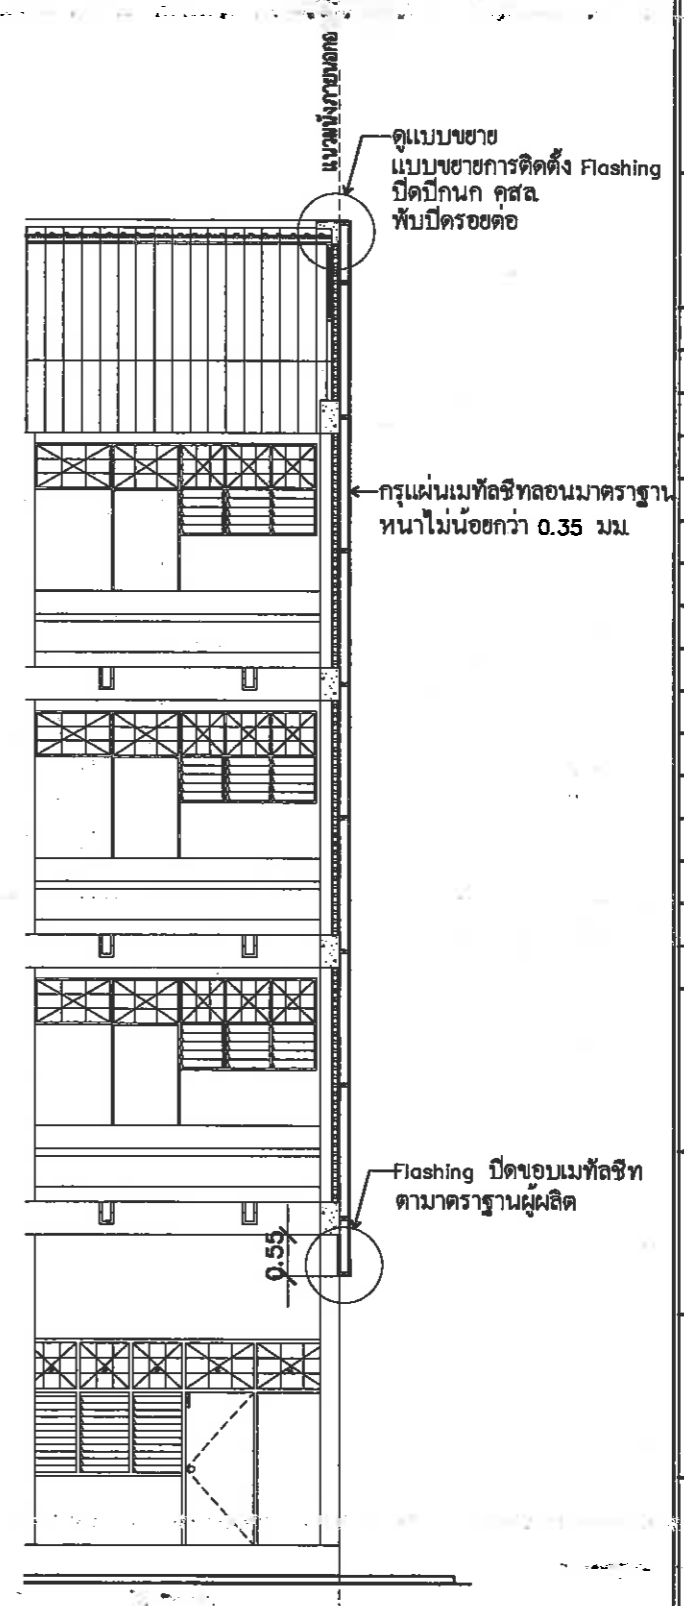 แนวผนังภายนอกอ
ดูแบบขยาย
แบบขยายการติดตั้ง Flashing
ปิดปีกนก คสล.
พับปิดรอยต่อ
กรุแผ่นเมทัลชีทลอนมาตราฐาน
หนาไม่น้อยกว่า 0.35 มม.
Flashing ปิดขอบเมทัลชีท
ตามาตราฐานผู้ผลิต
0.55